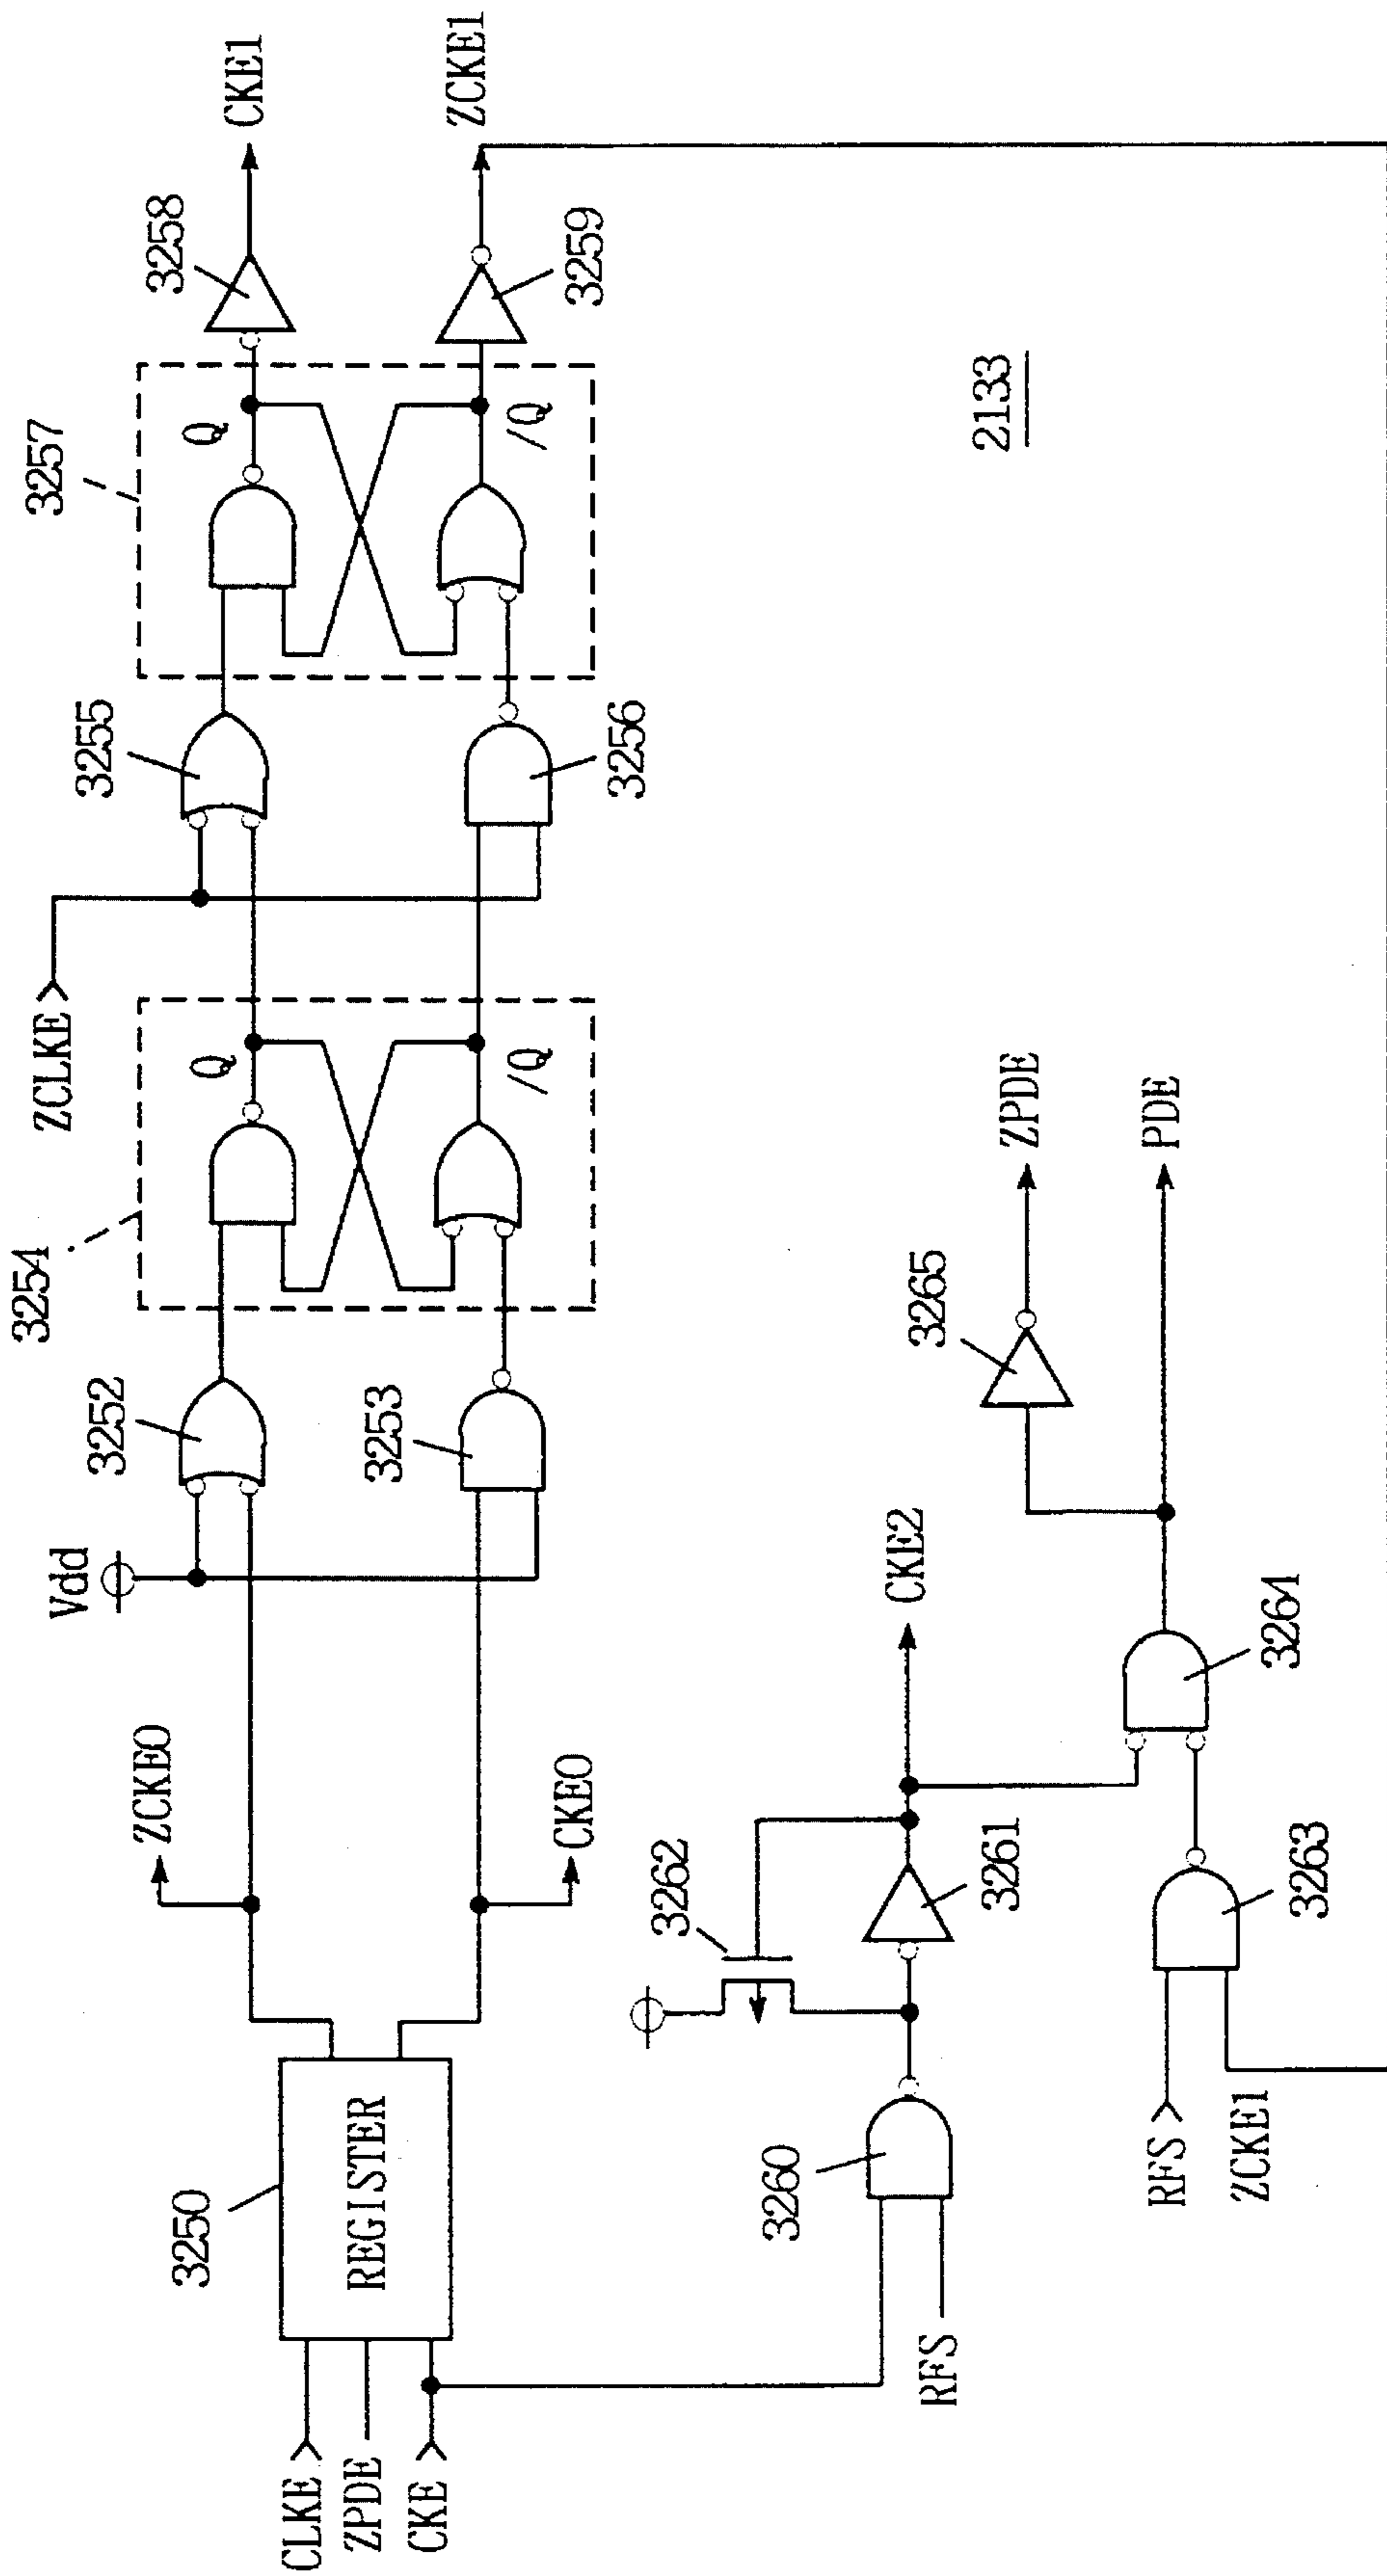 CLKE
ZPDE
CKE
3250
REGISTER
ZCKE0
CKE0
Vdd
3252
3253
3254
Q
/Q
ZCLKE
3255
3256
3257
Q
/Q
3258
3259
CKE1
ZCKE1
RFS
3260
3262
3261
CKE2
RFS
ZCKE1
3263
3264
3265
ZPDE
PDE
2133